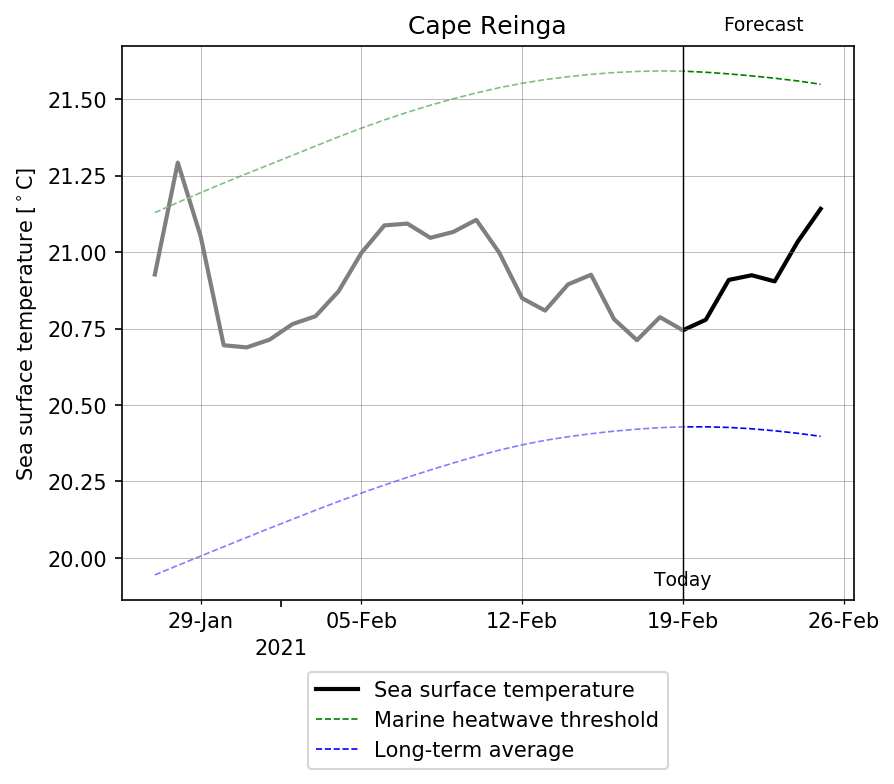 Cape Reinga
Forecast
Sea surface temperature [°C]
21.50
21.25
21.00
20.75
20.50
20.25
20.00
Today
29-Jan 05-Feb 12-Feb 19-Feb 26-Feb
2021
Sea surface temperature
Marine heatwave threshold
Long-term average